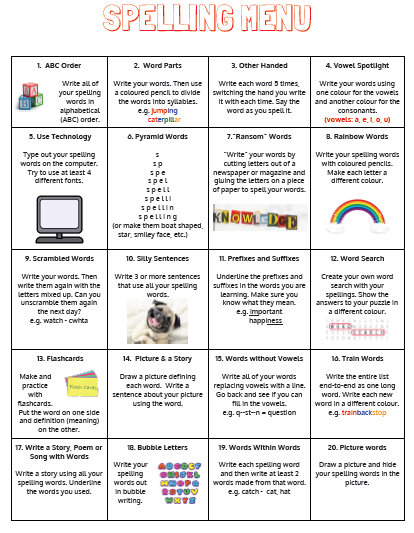 SPELLING MENU
1. ABC Order
Write all of
your spelling
words in
alphabetical
(ABC) order.
2. Word Parts
Write your words. Then use
a coloured pencil to divide
the words into syllables.
e.g. jumping
caterpillar
3. Other Handed
Write each word 5 times,
switching the hand you write
it with each time. Say the
word as you spell it.
4. Vowel Spotlight
Write your words using
one colour for the vowels
and another colour for the
consonants.
(vowels: a, e, i, o, u)
5. Use Technology
Type out your spelling
words on the computer.
Try to use at least 4
different fonts.
6. Pyramid Words
s
s p
s p e
s p e l
s p e l l
s p e l l i
s p e l l i n
s p e l l i n g
(or make them boat shaped,
star, smiley face, etc.)
7."Ransom" Words
"Write" your words by
cutting letters out of a
newspaper or magazine and
gluing the letters on a piece
of paper to spell your words.
KNOWLEDGE
8. Rainbow Words
Write your spelling words
with coloured pencils.
Make each letter a
different colour.
9. Scrambled Words
Write your words. Then
write them again with the
letters mixed up. Can you
unscramble them again
the next day?
e.g. watch - cwhta
10. Silly Sentences
Write 3 or more sentences
that use all your spelling
words.
11. Prefixes and Suffixes
Underline the prefixes and
suffixes in the words you are
learning. Make sure you
know what they mean.
e.g. important
happiness
12. Word Search
Create your own word
search with your
spellings. Show the
answers to your puzzle in
a different colour.
13. Flashcards
Make and
practice
with
flashcards.
Flash cards
Put the word on one side
and definition (meaning)
on the other.
14. Picture & a Story
Draw a picture defining
each word. Write a
sentence about your picture
using the word.
15. Words without Vowels
Write all of your words
replacing vowels with a line.
Go back and see if you can
fill in the vowels.
e.g. q--st--n = question
16. Train Words
Write the entire list
end-to-end as one long
word. Write each new
word in a different colour.
e.g. trainbackstop
17. Write a Story, Poem or
Song with Words
Write a story using all your
spelling words. Underline
the words you used.
18. Bubble Letters
Write your
spelling
words out
in bubble
writing.
19. Words Within Words
Write each spelling word
and then write at least 2
words made from that word.
e.g. catch - cat, hat
20. Picture words
Draw a picture and hide
your spelling words in the
picture.